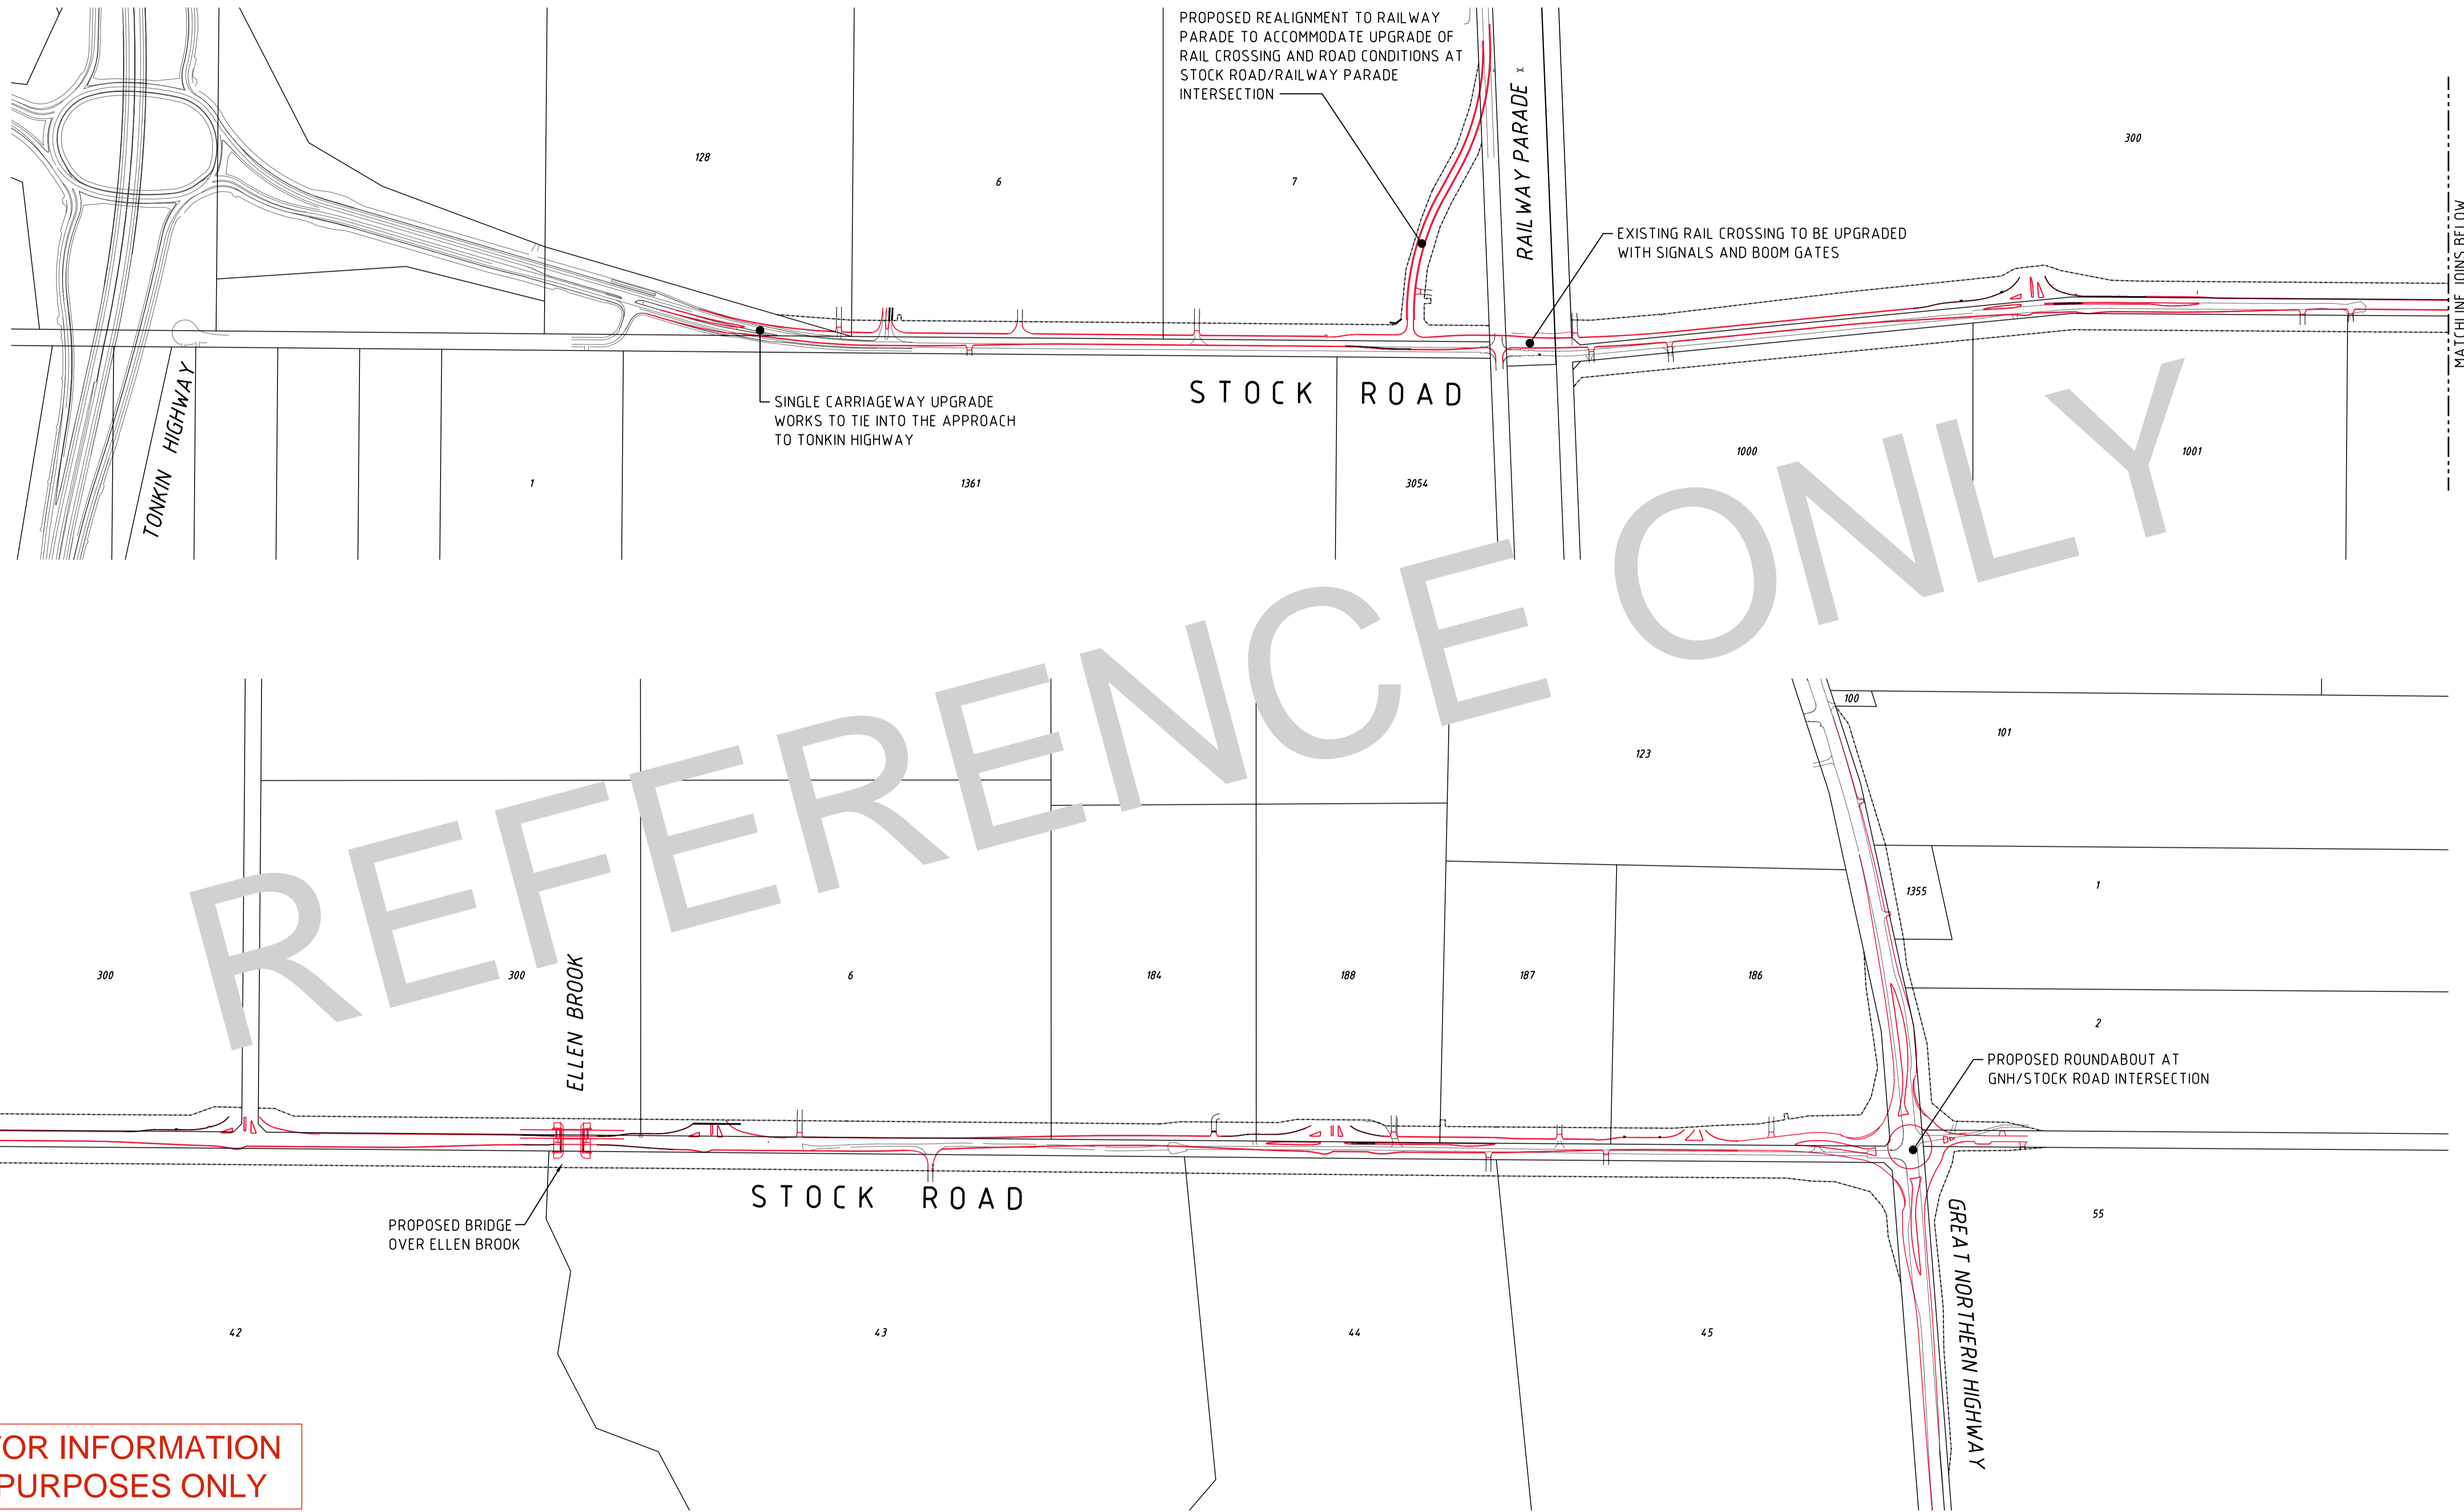 PROPOSED REALIGNMENT TO RAILWAY
PARADE TO ACCOMMODATE UPGRADE OF
RAIL CROSSING AND ROAD CONDITIONS AT
STOCK ROAD/RAILWAY PARADE
INTERSECTION
RAILWAY PARADE
128
6
7
300
EXISTING RAIL CROSSING TO BE UPGRADED
WITH SIGNALS AND BOOM GATES
MATCHLINE JOINS BELOW
TONKIN HIGHWAY
SINGLE CARRIAGEWAY UPGRADE
WORKS TO TIE INTO THE APPROACH
TO TONKIN HIGHWAY
STOCK ROAD
1
1361
3054
1000
1001
REFERENCE ONLY
100
101
123
1355
1
300
300
ELLEN BROOK
6
184
188
187
186
2
PROPOSED ROUNDABOUT AT
GNH/STOCK ROAD INTERSECTION
PROPOSED BRIDGE
OVER ELLEN BROOK
STOCK ROAD
GREAT NORTHERN HIGHWAY
55
42
43
44
45
FOR INFORMATION
PURPOSES ONLY